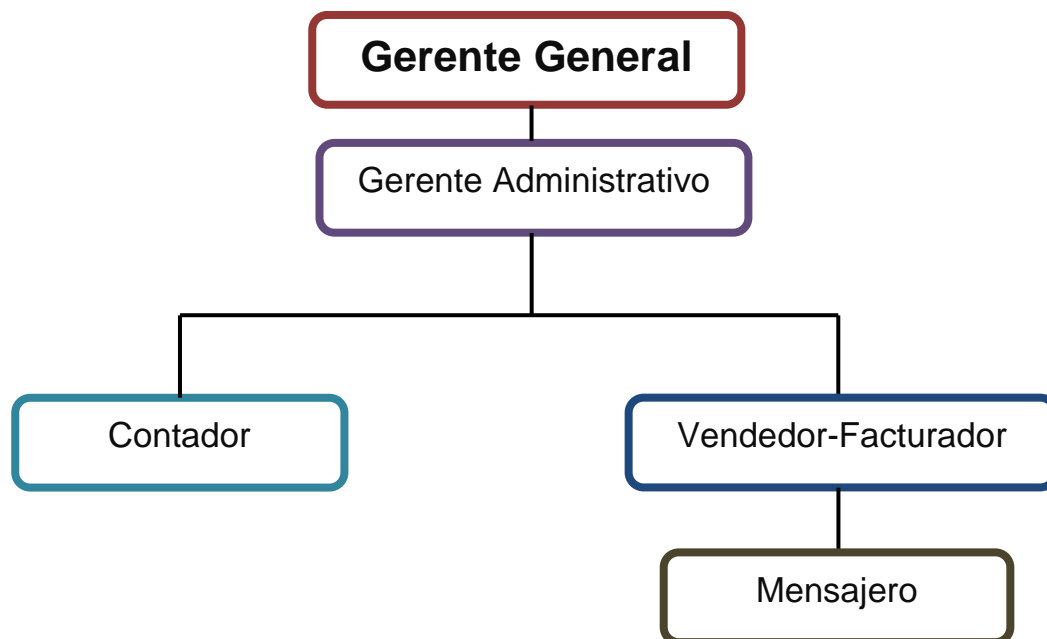 Gerente General
Gerente Administrativo
Contador
Vendedor-Facturador
Mensajero